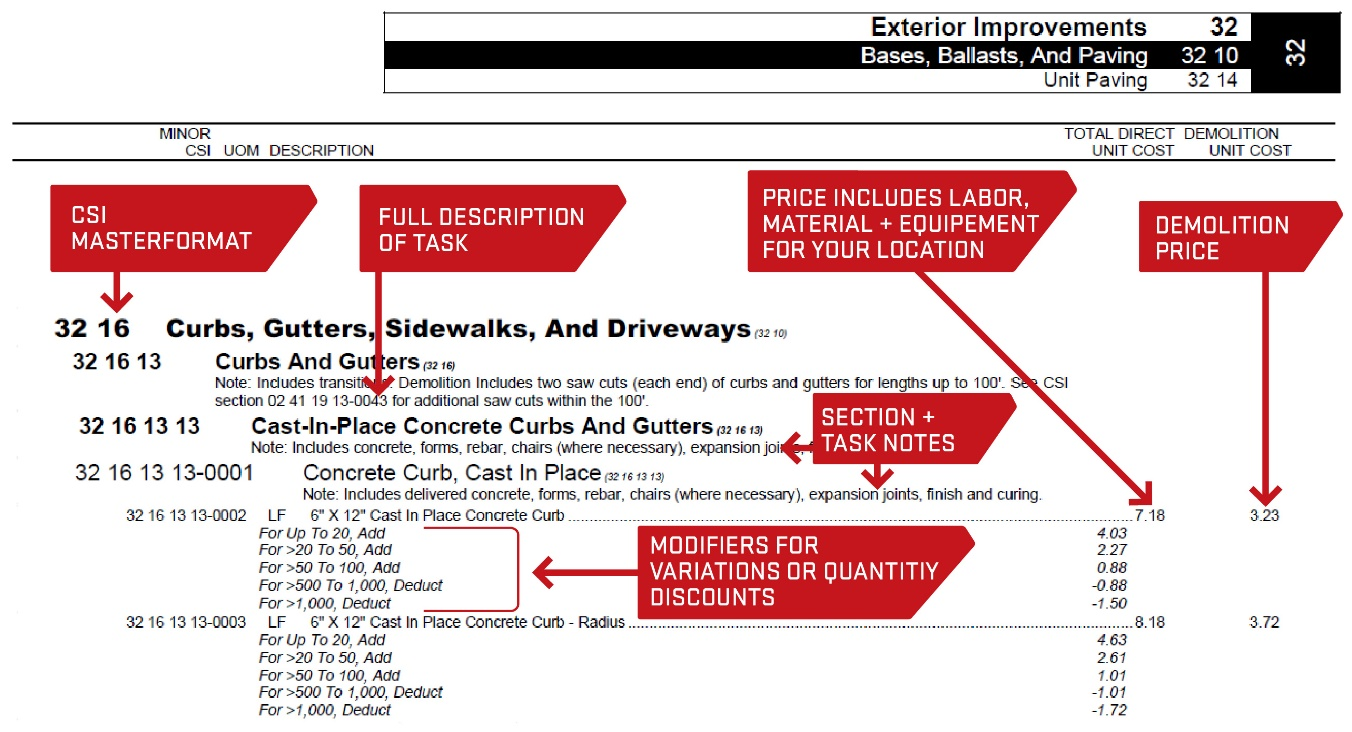 Exterior Improvements 32
Bases, Ballasts, And Paving 32 10
Unit Paving 32 14
32
MINOR
CSI UOM DESCRIPTION
TOTAL DIRECT DEMOLITION
UNIT COST UNIT COST
CSI
MASTERFORMAT
FULL DESCRIPTION
OF TASK
PRICE INCLUDES LABOR,
MATERIAL + EQUIPEMENT
FOR YOUR LOCATION
DEMOLITION
PRICE
32 16 Curbs, Gutters, Sidewalks, And Driveways (32 10)
32 16 13 Curbs And Gutters (32 16)
Note: Includes transitions. Demolition Includes two saw cuts (each end) of curbs and gutters for lengths up to 100'. See CSI
section 02 41 19 13-0043 for additional saw cuts within the 100'.
32 16 13 13 Cast-In-Place Concrete Curbs And Gutters (32 16 13)
Note: Includes concrete, forms, rebar, chairs (where necessary), expansion joints,
SECTION +
TASK NOTES
32 16 13 13-0001 Concrete Curb, Cast In Place (32 16 13 13)
Note: Includes delivered concrete, forms, rebar, chairs (where necessary), expansion joints, finish and curing.
32 16 13 13-0002 LF 6" X 12" Cast In Place Concrete Curb 7.18 3.23
For Up To 20, Add 4.03
For >20 To 50, Add 2.27
For >50 To 100, Add 0.88
For >500 To 1,000, Deduct -0.88
For >1,000, Deduct -1.50
MODIFIERS FOR
VARIATIONS OR QUANTITIY
DISCOUNTS
32 16 13 13-0003 LF 6" X 12" Cast In Place Concrete Curb - Radius 8.18 3.72
For Up To 20, Add 4.63
For >20 To 50, Add 2.61
For >50 To 100, Add 1.01
For >500 To 1,000, Deduct -1.01
For >1,000, Deduct -1.72